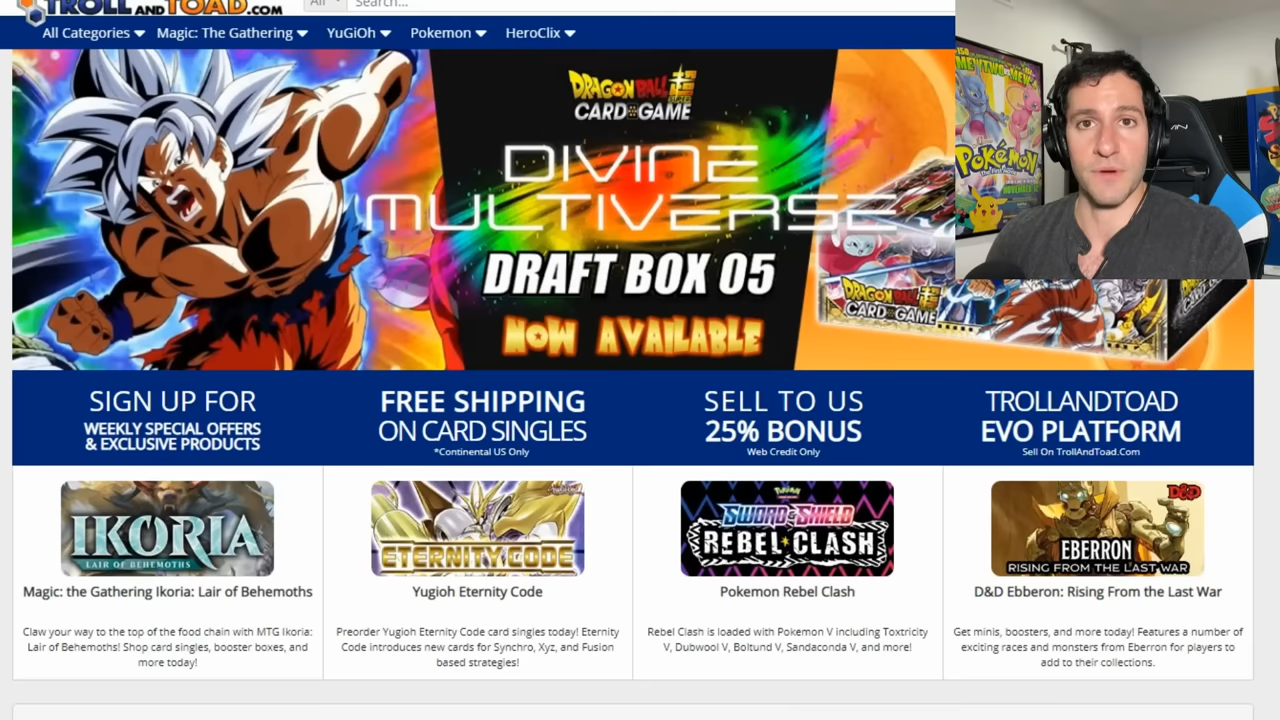 TROLL AND TOAD.COM
All
Search...
All Categories
Magic: The Gathering
YuGiOh
Pokemon
HeroClix
DRAGON BALL
SUPER
CARD GAME
DIVINE
MULTIVERSE
DRAFT BOX 05
NOW AVAILABLE
DRAGON BALL
CARD GAME
MEWTWO
Pokémon
NOVEMBER 12
SIGN UP FOR
WEEKLY SPECIAL OFFERS
& EXCLUSIVE PRODUCTS
FREE SHIPPING
ON CARD SINGLES
*Continental US Only
SELL TO US
25% BONUS
Web Credit Only
TROLLANDTOAD
EVO PLATFORM
Sell On TrollAndToad.Com
IKORIA
LAIR OF BEHEMOTHS
Magic: the Gathering Ikoria: Lair of Behemoths
Claw your way to the top of the food chain with MTG Ikoria:
Lair of Behemoths! Shop card singles, booster boxes, and
more today!
ETERNITY CODE
Yugioh Eternity Code
Preorder Yugioh Eternity Code card singles today! Eternity
Code introduces new cards for Synchro, Xyz, and Fusion
based strategies!
Pokémon
SWORD & SHIELD
REBEL CLASH
Pokemon Rebel Clash
Rebel Clash is loaded with Pokemon V including Toxtricity
V, Dubwool V, Boltund V, Sandaconda V, and more!
D&D
EBERRON
RISING FROM THE LAST WAR
D&D Ebberon: Rising From the Last War
Get minis, boosters, and more today! Features a number of
exciting races and monsters from Eberron for players to
add to their collections.